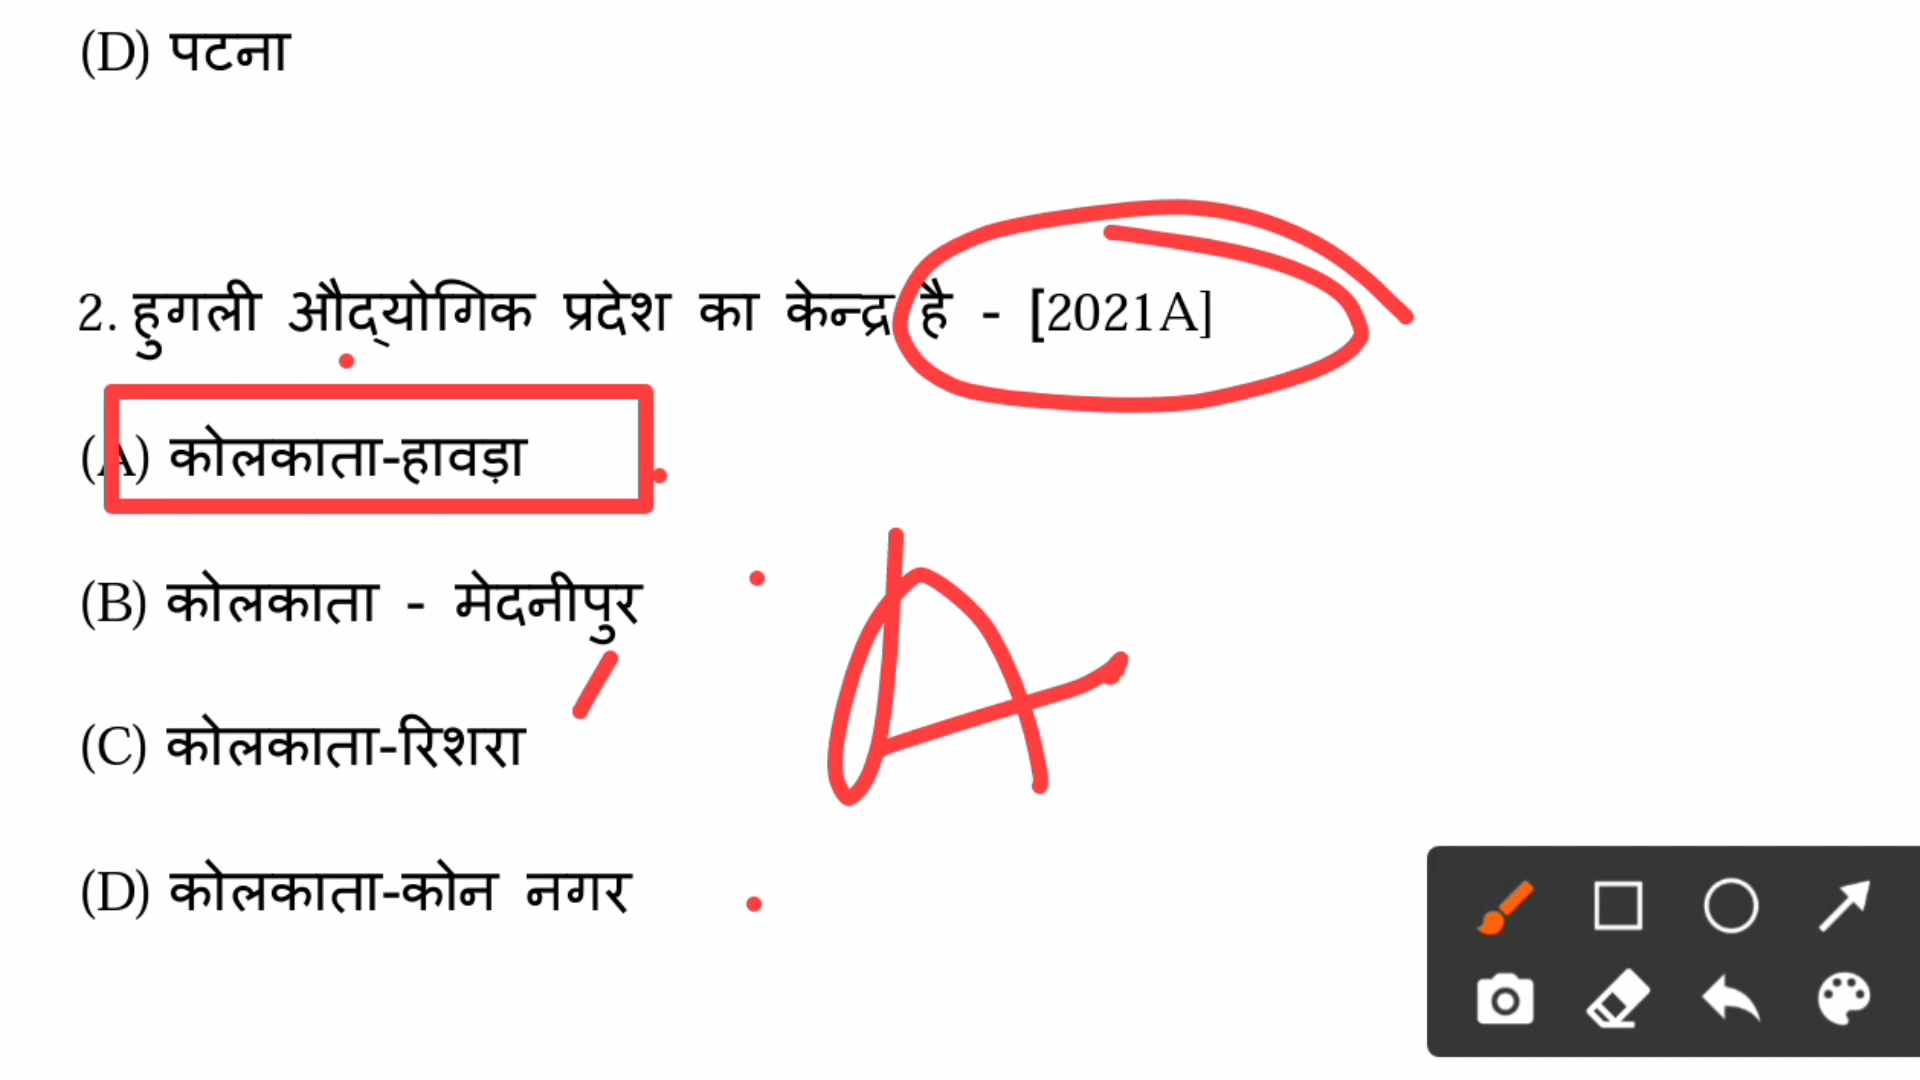 (D) पटना
2. हुगली औद्योगिक प्रदेश का केन्द्र है - [2021A]
(A) कोलकाता-हावड़ा
(B) कोलकाता - मेदनीपुर
A
(C) कोलकाता-रिशरा
(D) कोलकाता-कोन नगर